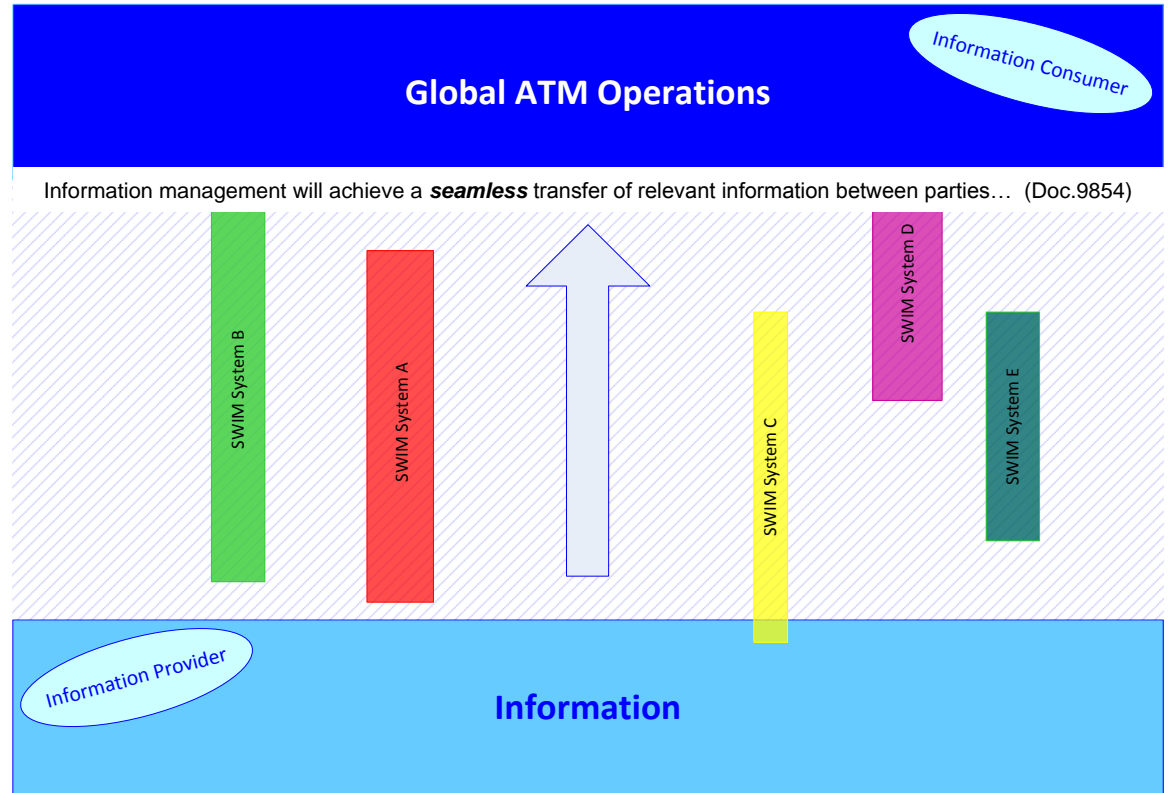 Information Consumer
Global ATM Operations
Information management will achieve a seamless transfer of relevant information between parties… (Doc.9854)
SWIM System B
SWIM System A
SWIM System C
SWIM System D
SWIM System E
Information Provider
Information